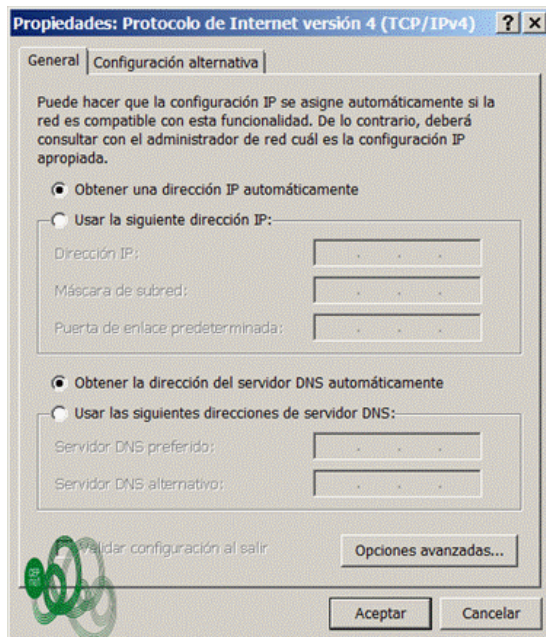 Propiedades: Protocolo de Internet versión 4 (TCP/IPv4)
General
Configuración alternativa
Puede hacer que la configuración IP se asigne automáticamente si la
red es compatible con esta funcionalidad. De lo contrario, deberá
consultar con el administrador de red cuál es la configuración IP
apropiada.
Obtener una dirección IP automáticamente
Usar la siguiente dirección IP:
Dirección IP:
Máscara de subred:
Puerta de enlace predeterminada:
Obtener la dirección del servidor DNS automáticamente
Usar las siguientes direcciones de servidor DNS:
Servidor DNS preferido:
Servidor DNS alternativo:
Validar configuración al salir
Opciones avanzadas...
Aceptar
Cancelar